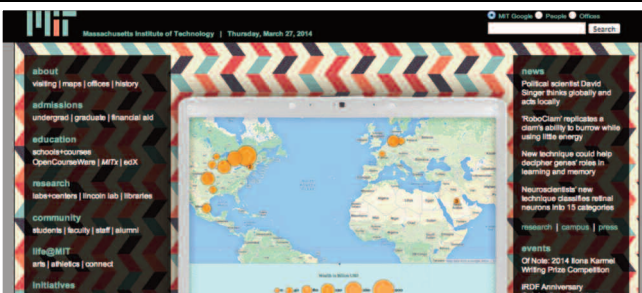 MIT
Massachusetts Institute of Technology | Thursday, March 27, 2014
MIT Google People Offices
Search
about
visiting | maps | offices | history
admissions
undergrad | graduate | financial aid
education
schools+courses
OpenCourseWare | MITx | edX
research
labs+centers | lincoln lab | libraries
community
students | faculty | staff | alumni
life@MIT
arts | athletics | connect
initiatives
news
Political scientist David
Singer thinks globally and
acts locally
'RoboClam' replicates a
clam's ability to burrow while
using little energy
New technique could help
decipher genes' roles in
learning and memory
Neuroscientists' new
technique classifies retinal
neurons into 15 categories
research | campus | press
events
Of Note: 2014 Ilona Karmel
Writing Prize Competition
IRDF Anniversary